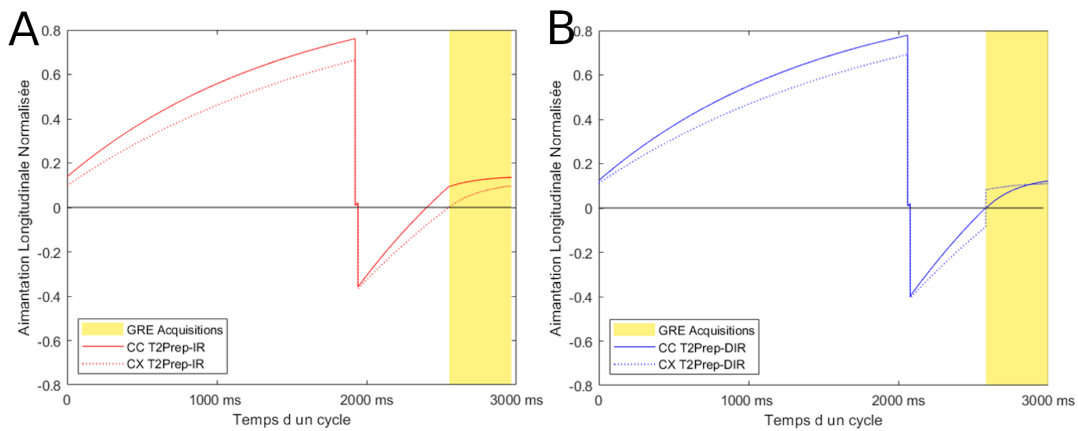 A
0.8
0.6
0.4
0.2
0
-0.2
-0.4
-0.6
-0.8
Aimantation Longitudinale Normalisée
GRE Acquisitions
CC T2Prep-IR
CX T2Prep-IR
0
1000 ms
2000 ms
3000 ms
Temps d un cycle
B
0.8
0.6
0.4
0.2
0
-0.2
-0.4
-0.6
-0.8
Aimantation Longitudinale Normalisée
GRE Acquisitions
CC T2Prep-DIR
CX T2Prep-DIR
0
1000 ms
2000 ms
3000 ms
Temps d un cycle